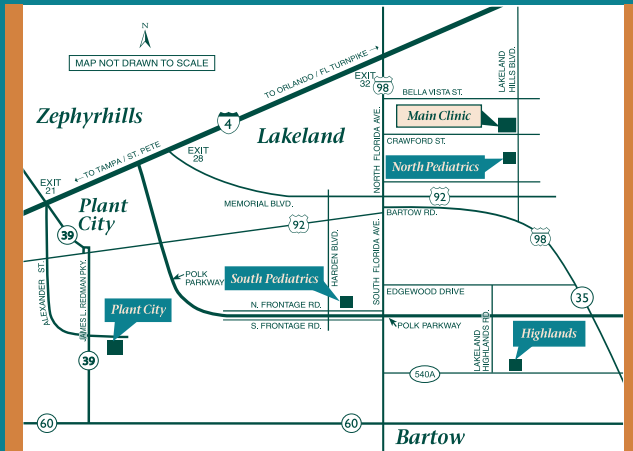 N
MAP NOT DRAWN TO SCALE
TO ORLANDO / FL TURNPIKE
EXIT
32
98
LAKELAND
HILLS BLVD.
BELLA VISTA ST.
Zephyrhills
Main Clinic
4
Lakeland
CRAWFORD ST.
NORTH FLORIDA AVE.
TO TAMPA / ST. PETE
EXIT
28
North Pediatrics
EXIT
21
Plant
City
MEMORIAL BLVD.
92
BARTOW RD.
39
92
98
HARDEN BLVD.
SOUTH FLORIDA AVE.
ALEXANDER ST.
JAMES L. REDMAN PKY.
POLK
PARKWAY
South Pediatrics
EDGEWOOD DRIVE
35
Plant City
N. FRONTAGE RD.
S. FRONTAGE RD.
POLK PARKWAY
LAKELAND
HIGHLANDS RD.
Highlands
39
540A
60
60
Bartow